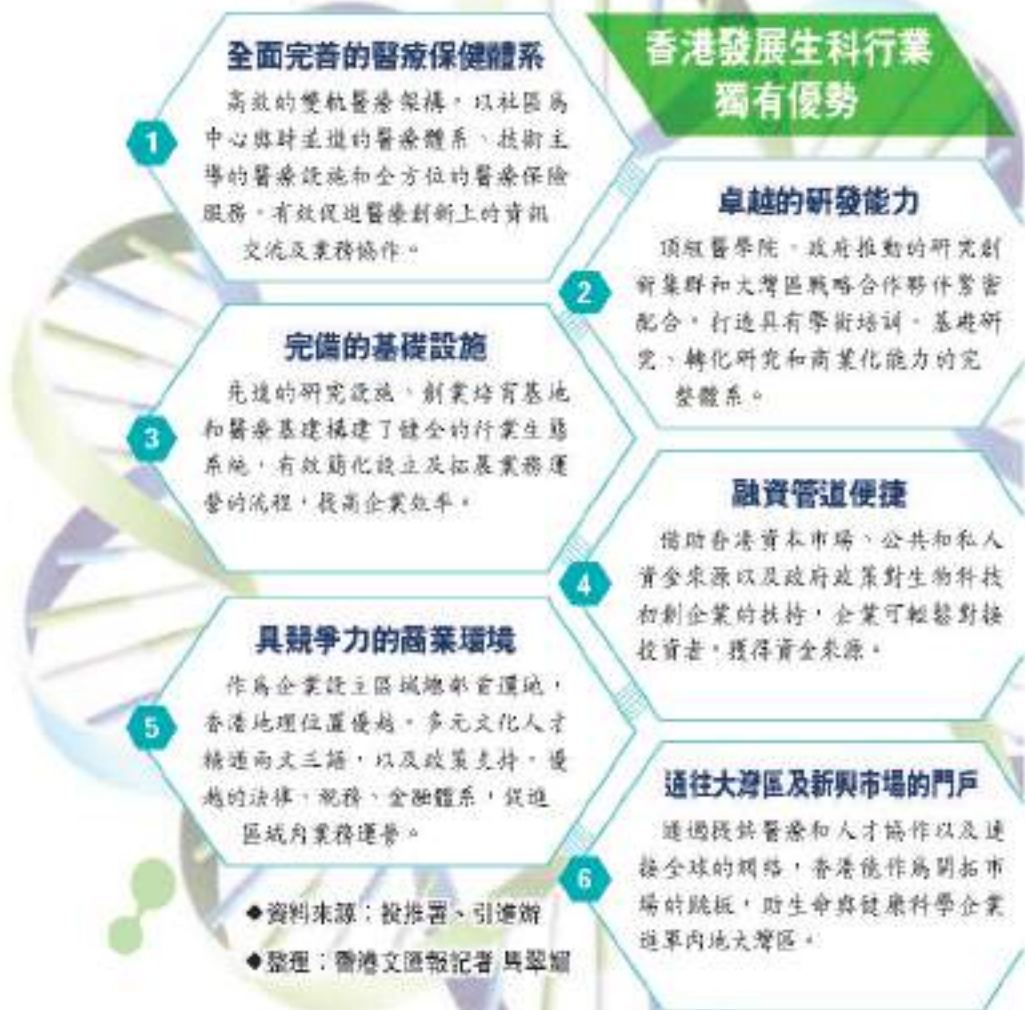 香港發展生科行業
獨有優勢
1
全面完善的醫療保健體系
高效的雙軌醫療架構，以社區為
中心與時並進的醫療體系、技術主
導的醫療設施和全方位的醫療保險
服務，有效促進醫療創新上的資訊
交流及業務協作。
2
卓越的研發能力
頂級醫學院、政府推動的研究創
新集群和大灣區戰略合作夥伴緊密
配合，打造具有學術培訓、基礎研
究、轉化研究和商業化能力的完
整體系。
3
完備的基礎設施
先進的研究設施、創業培育基地
和醫療基建構建了健全的行業生態
系統，有效簡化設立及拓展業務運
營的流程，提高企業效率。
4
融資管道便捷
借助香港資本市場、公共和私人
資金來源以及政府政策對生物科技
初創企業的扶持，企業可輕鬆對接
投資者，獲得資金來源。
5
具競爭力的商業環境
作為企業設立區域總部首選地，
香港地理位置優越。多元文化人才
精通兩文三語，以及政策支持，優
越的法律、稅務、金融體系，促進
區域內業務運營。
6
通往大灣區及新興市場的門戶
通過提供醫療和人才協作以及連
接全球的網絡，香港能作為開拓市
場的跳板，助生命與健康科學企業
進軍內地大灣區。
◆資料來源：投推署、引進辦
◆整理：香港文匯報記者 馬翠媚